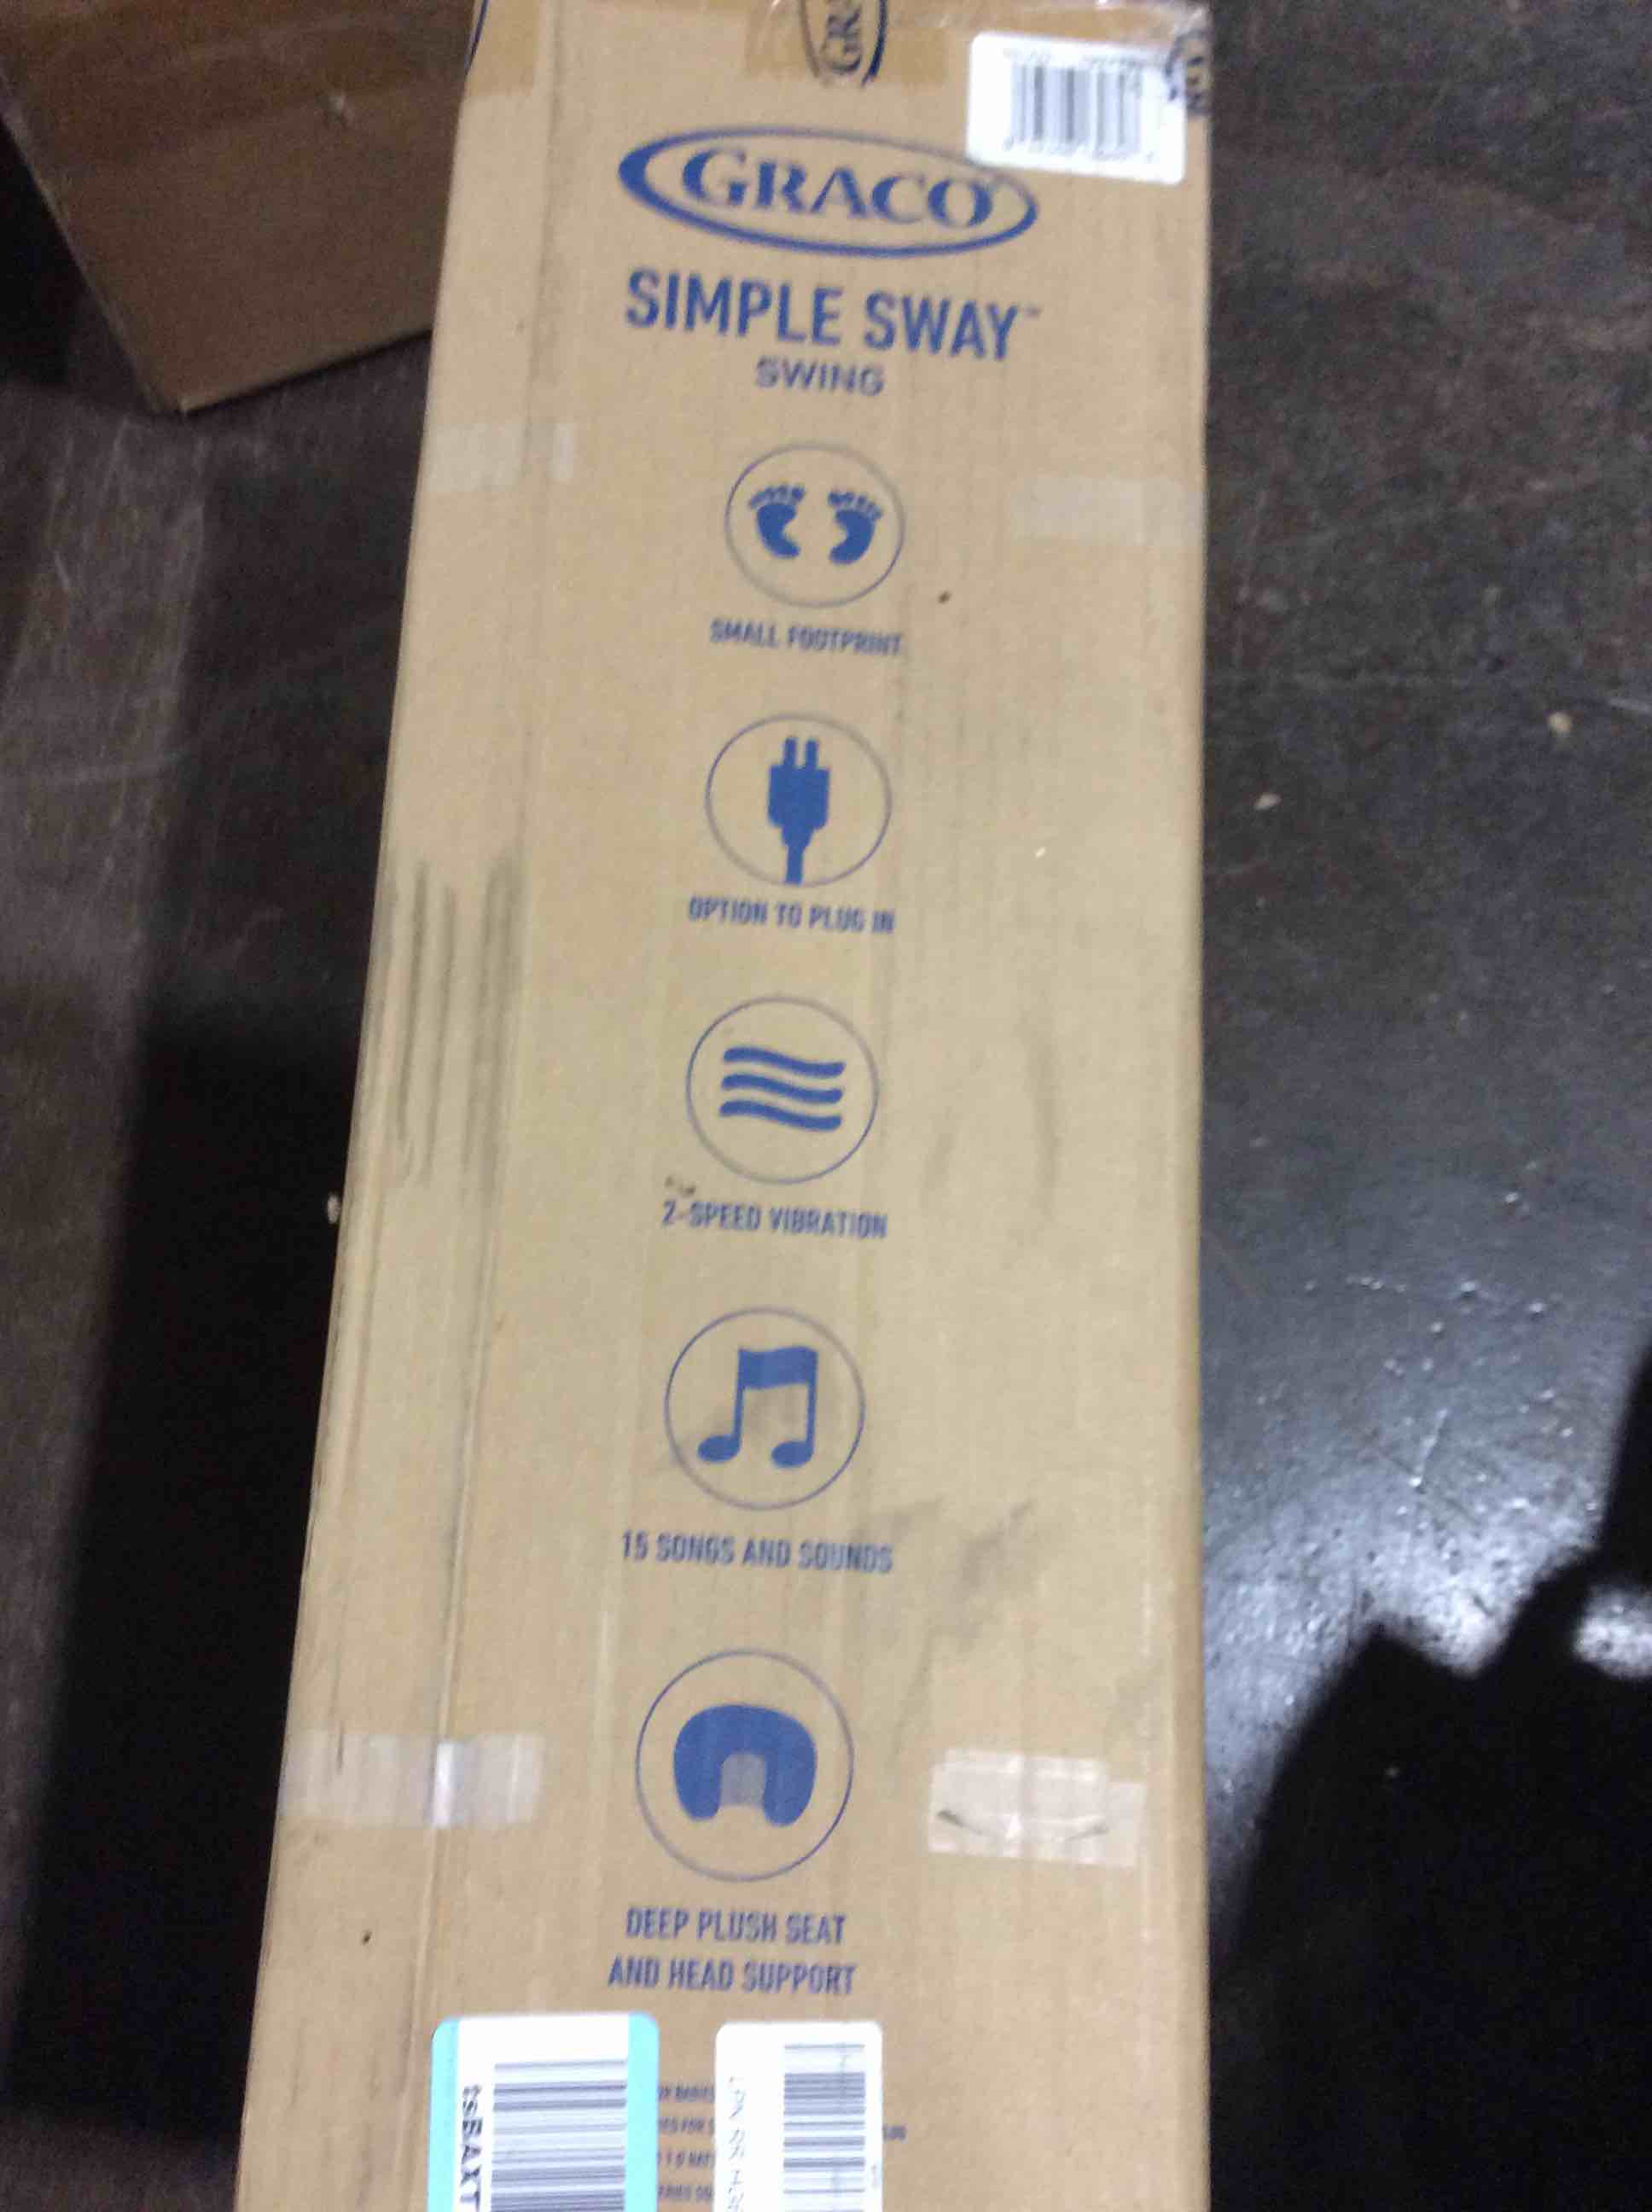 GRACO
SIMPLE SWAY™
SWING
SMALL FOOTPRINT
OPTION TO PLUG IN
2-SPEED VIBRATION
15 SONGS AND SOUNDS
DEEP PLUSH SEAT
AND HEAD SUPPORT